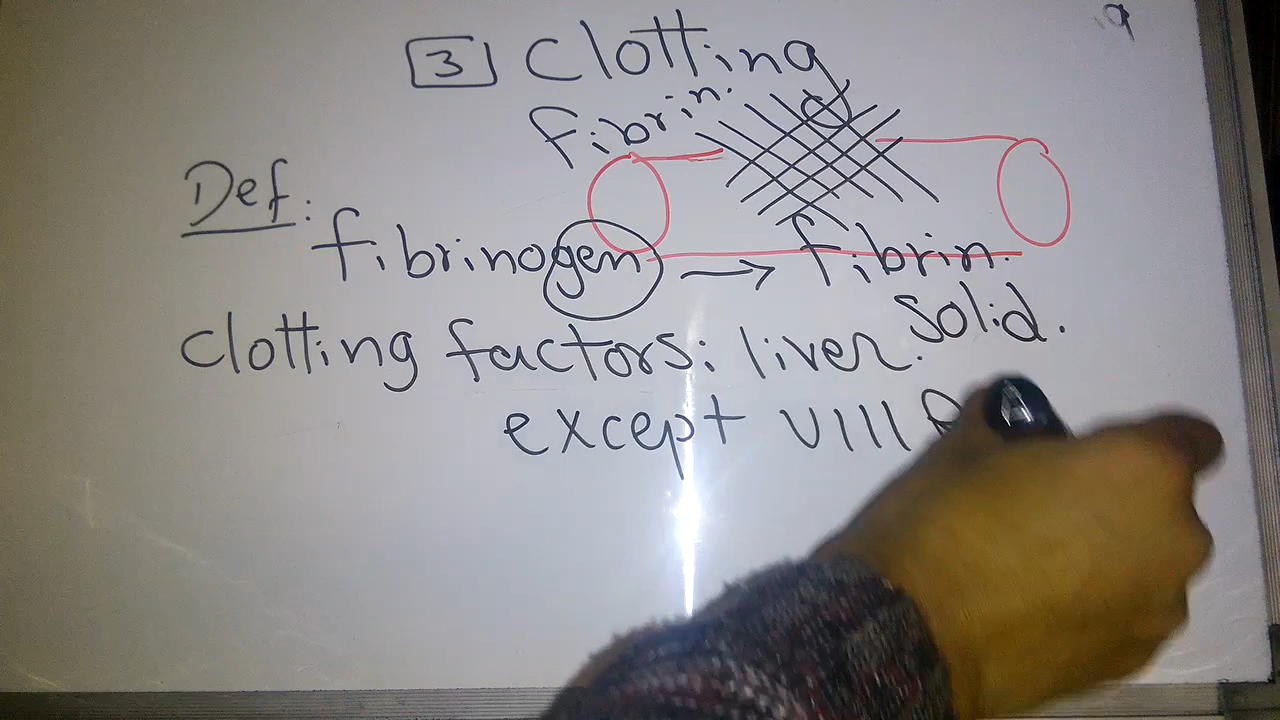 3 Clotting
fibrin.
Def:
fibrinogen → fibrin.
solid.
clotting factors: liver.
except VIII